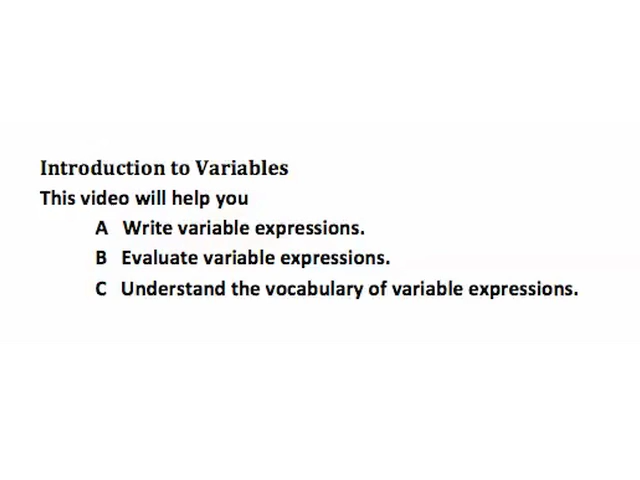 Introduction to Variables
This video will help you
A Write variable expressions.
B Evaluate variable expressions.
C Understand the vocabulary of variable expressions.